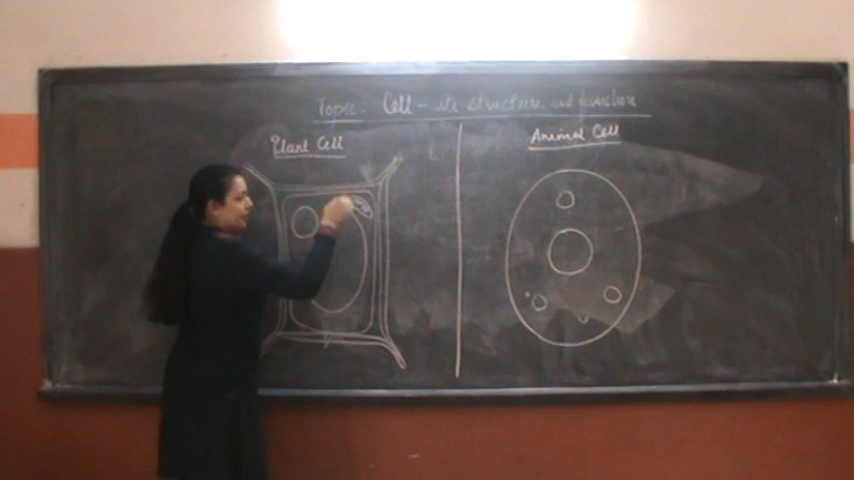 Topic: Cell - its structure and function
Plant Cell
Animal Cell